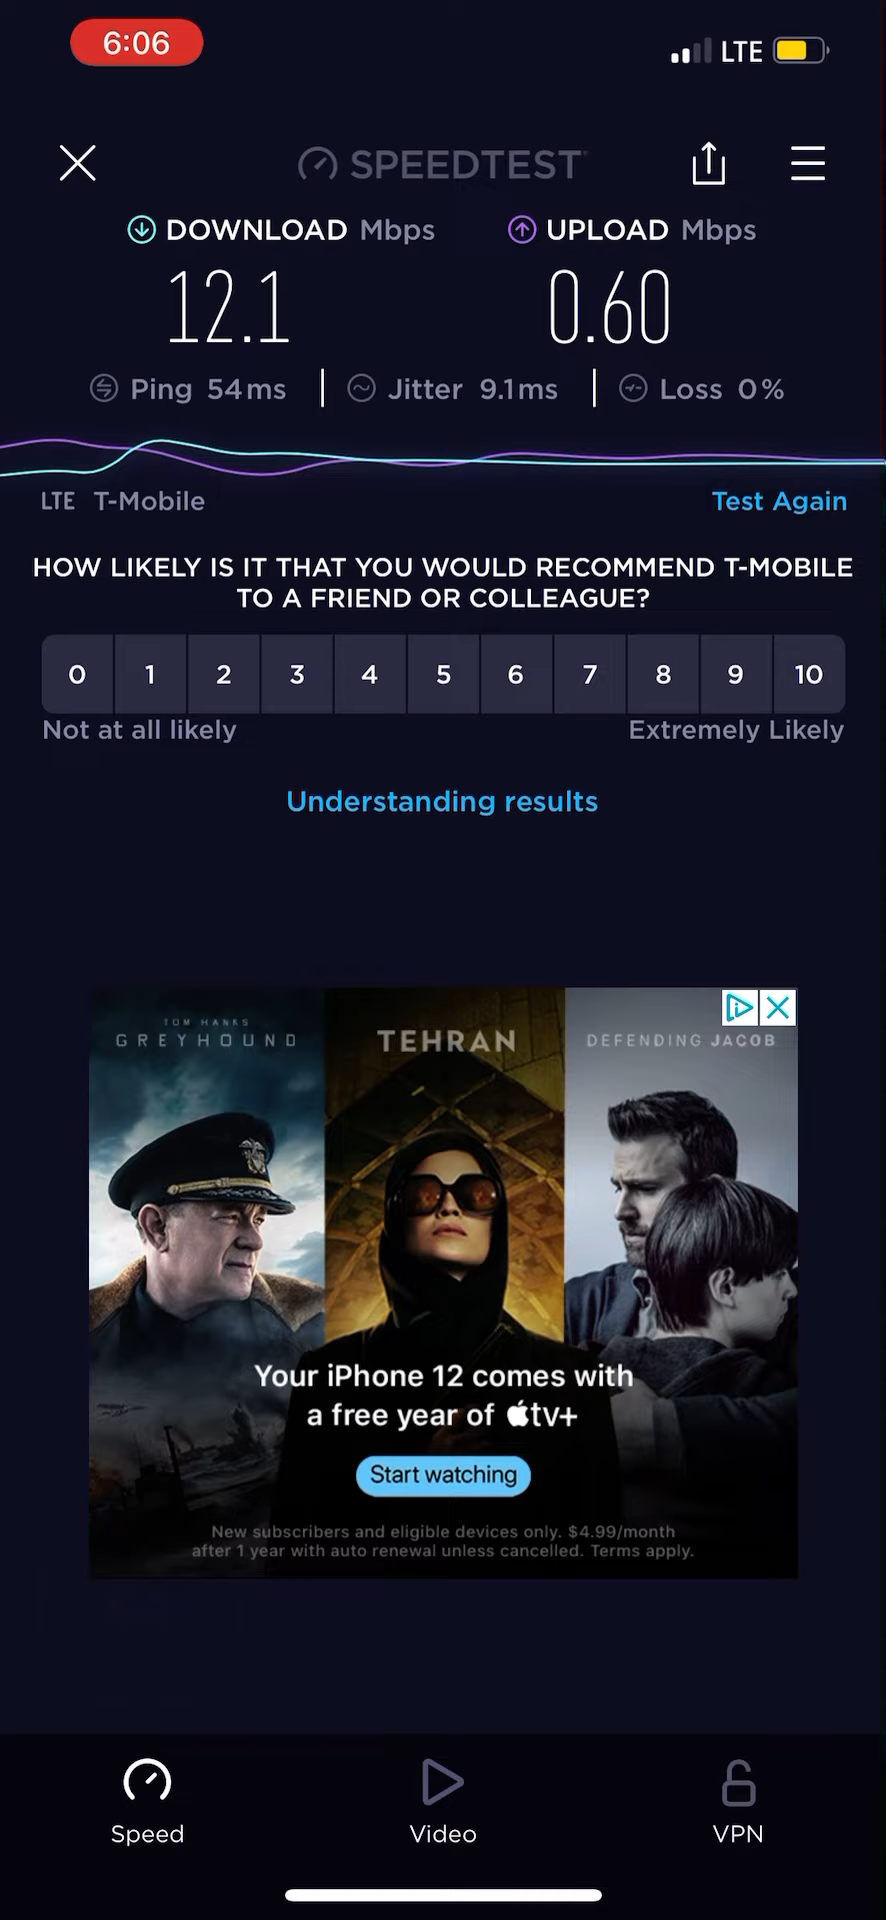 6:06
LTE
SPEEDTEST
DOWNLOAD Mbps
UPLOAD Mbps
12.1
0.60
Ping 54ms
Jitter 9.1ms
Loss 0%
LTE T-Mobile
Test Again
HOW LIKELY IS IT THAT YOU WOULD RECOMMEND T-MOBILE
TO A FRIEND OR COLLEAGUE?
0 1 2 3 4 5 6 7 8 9 10
Not at all likely
Extremely Likely
Understanding results
TOM HANKS
GREYHOUND
TEHRAN
DEFENDING JACOB
Your iPhone 12 comes with
a free year of tv+
Start watching
New subscribers and eligible devices only. $4.99/month
after 1 year with auto renewal unless cancelled. Terms apply.
Speed
Video
VPN